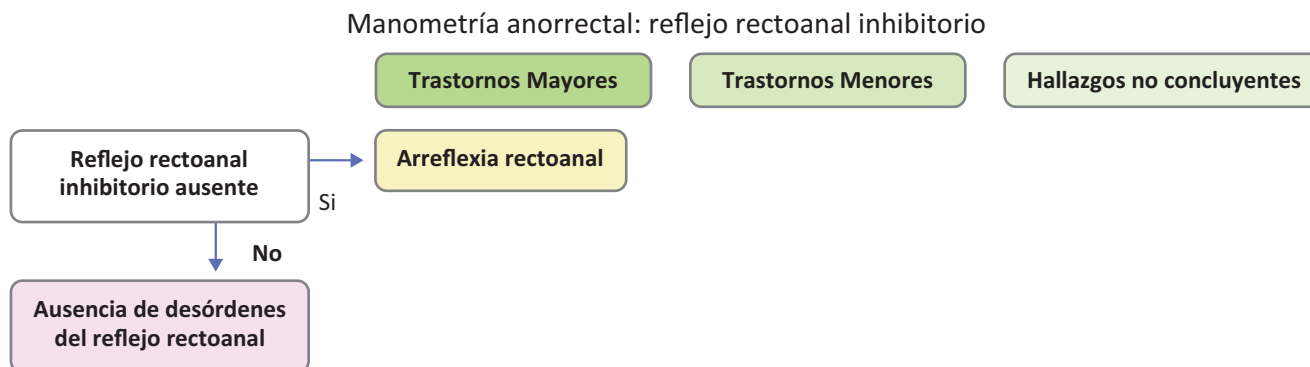 Manometría anorrectal: reflejo rectoanal inhibitorio
Trastornos Mayores
Trastornos Menores
Hallazgos no concluyentes
Reflejo rectoanal
inhibitorio ausente
Si
Arreflexia rectoanal
No
Ausencia de desórdenes
del reflejo rectoanal